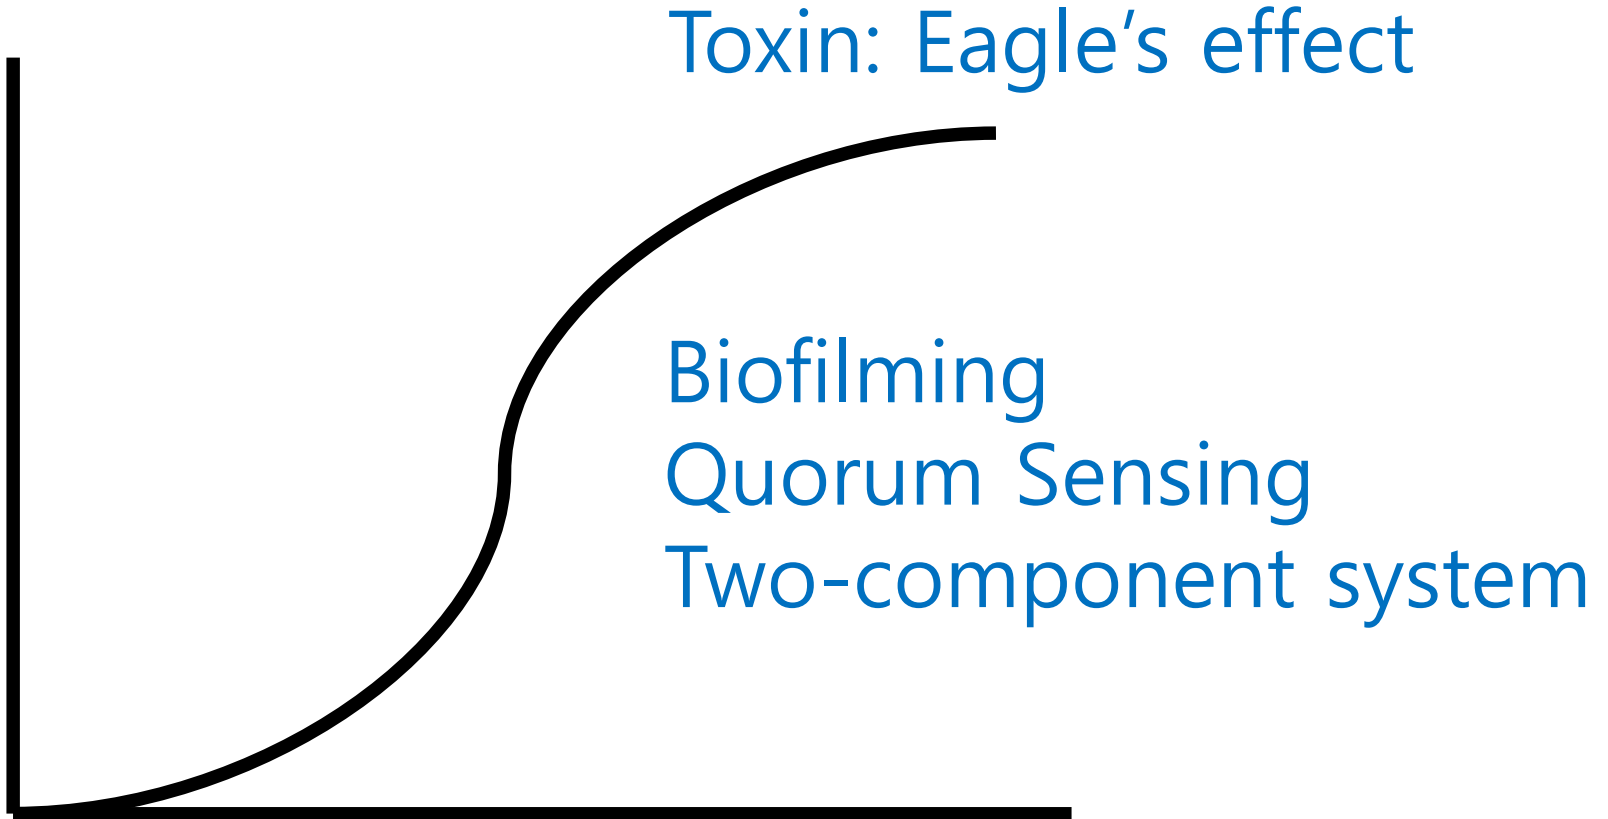 Toxin: Eagle’s effect
Biofilming
Quorum Sensing
Two-component system